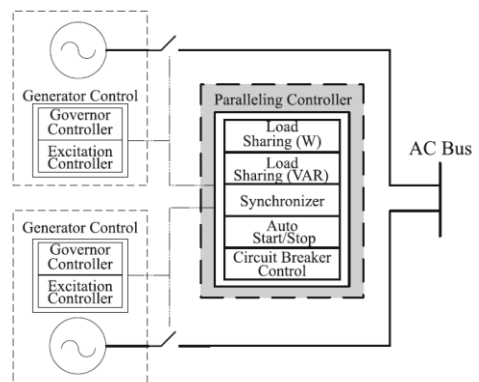 Generator Control
Governor
Controller
Excitation
Controller
Paralleling Controller
Load
Sharing (W)
Load
Sharing (VAR)
Synchronizer
Auto
Start/Stop
Circuit Breaker
Control
AC Bus
Generator Control
Governor
Controller
Excitation
Controller